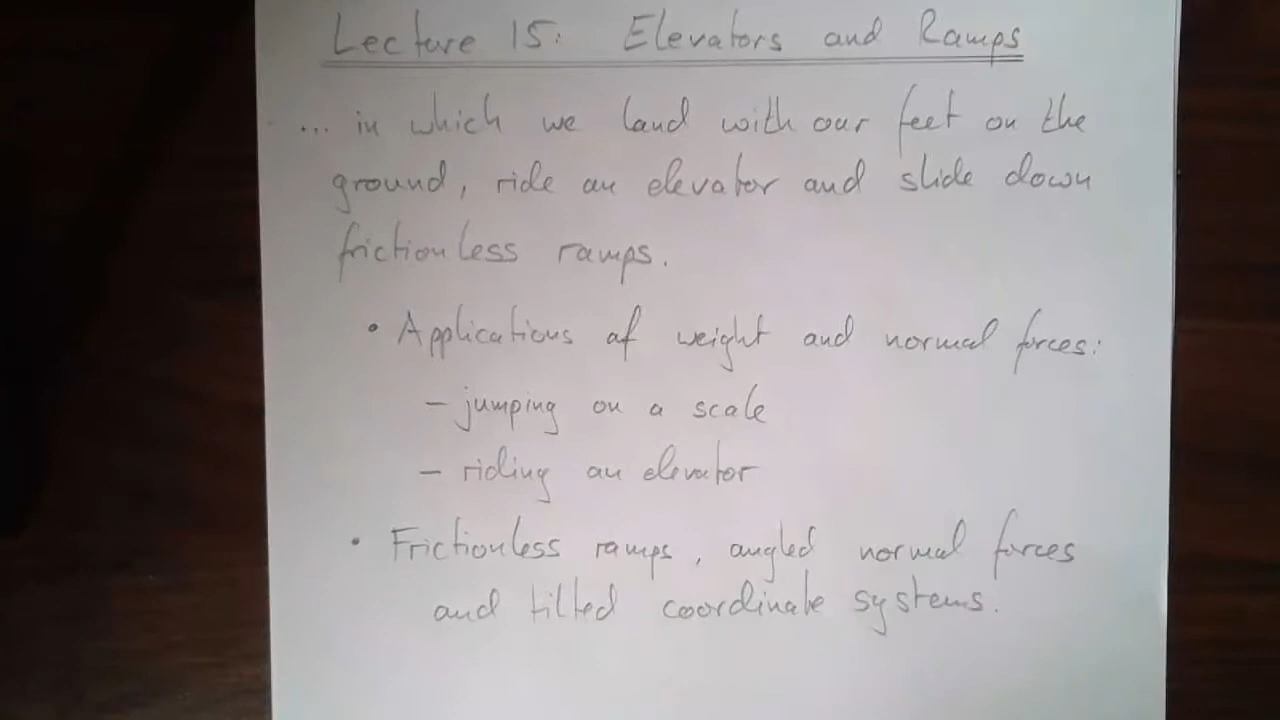 Lecture 15: Elevators and Ramps
... in which we land with our feet on the
ground, ride an elevator and slide down
frictionless ramps.
• Applications of weight and normal forces:
– jumping on a scale
– riding an elevator
• Frictionless ramps, angled normal forces
and tilted coordinate systems.